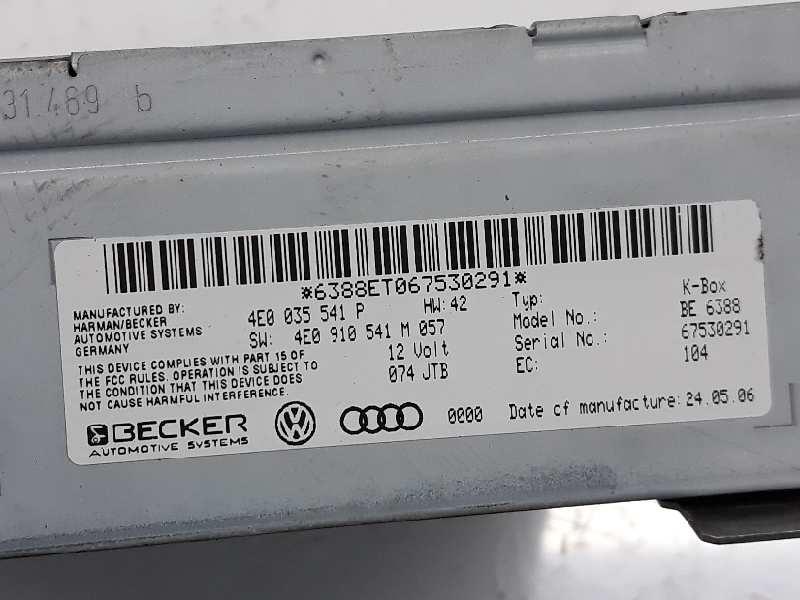 31.469 b
*6388ET067530291*
MANUFACTURED BY:
HARMAN/BECKER
AUTOMOTIVE SYSTEMS
GERMANY
4E0 035 541 P HW: 42
SW: 4E0 910 541 M 057
12 Volt
074 JTB
Typ: K-Box
Model No.: BE 6388
Serial No.: 67530291
EC: 104
THIS DEVICE COMPLIES WITH PART 15 OF
THE FCC RULES. OPERATION IS SUBJECT TO
THE CONDITION THAT THIS DEVICE DOES
NOT CAUSE HARMFUL INTERFERENCE.
BECKER
AUTOMOTIVE SYSTEMS
0000
Date of manufacture: 24.05.06